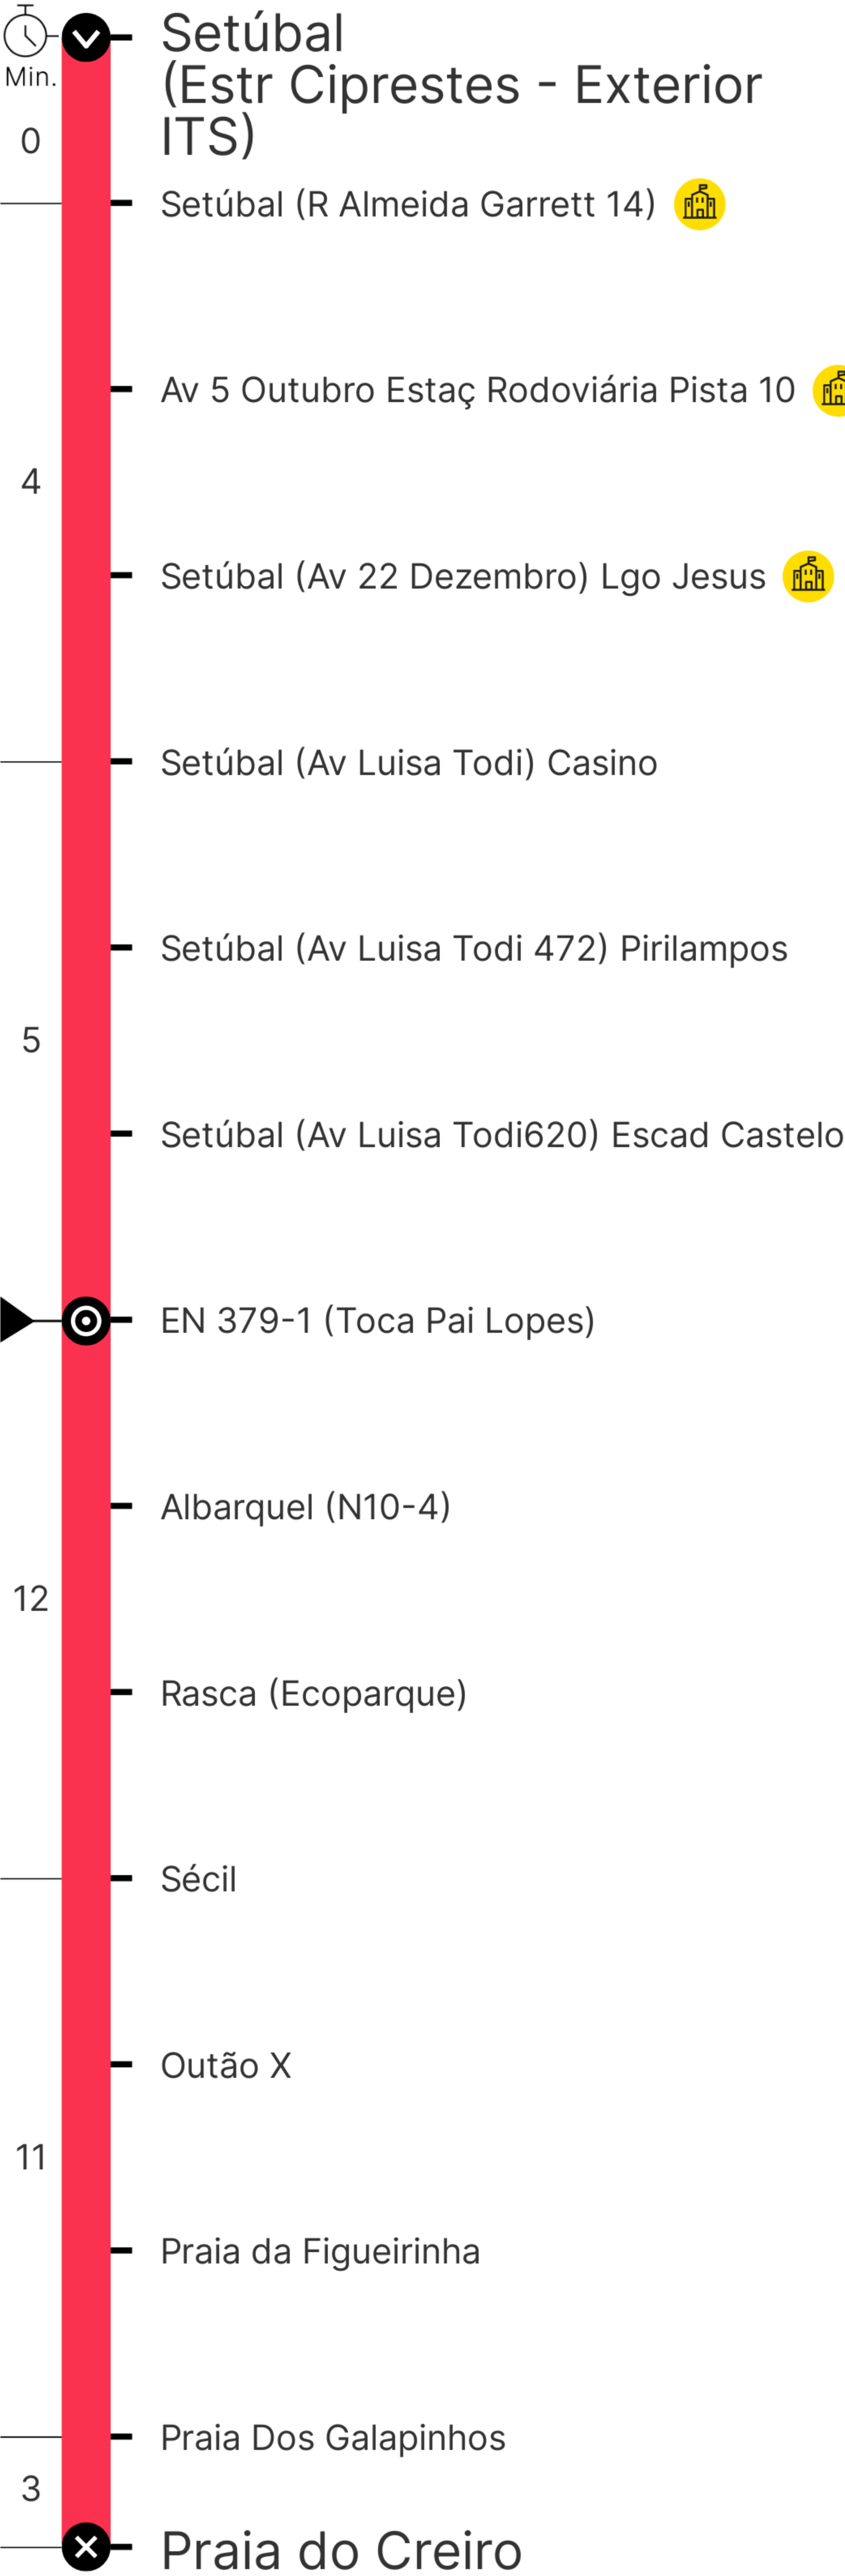 Setúbal
(Estr Ciprestes - Exterior
ITS)
Min.
0
Setúbal (R Almeida Garrett 14)
Av 5 Outubro Estaç Rodoviária Pista 10
4
Setúbal (Av 22 Dezembro) Lgo Jesus
Setúbal (Av Luisa Todi) Casino
Setúbal (Av Luisa Todi 472) Pirilampos
5
Setúbal (Av Luisa Todi620) Escad Castelo
EN 379-1 (Toca Pai Lopes)
Albarquel (N10-4)
12
Rasca (Ecoparque)
Sécil
Outão X
11
Praia da Figueirinha
Praia Dos Galapinhos
3
Praia do Creiro